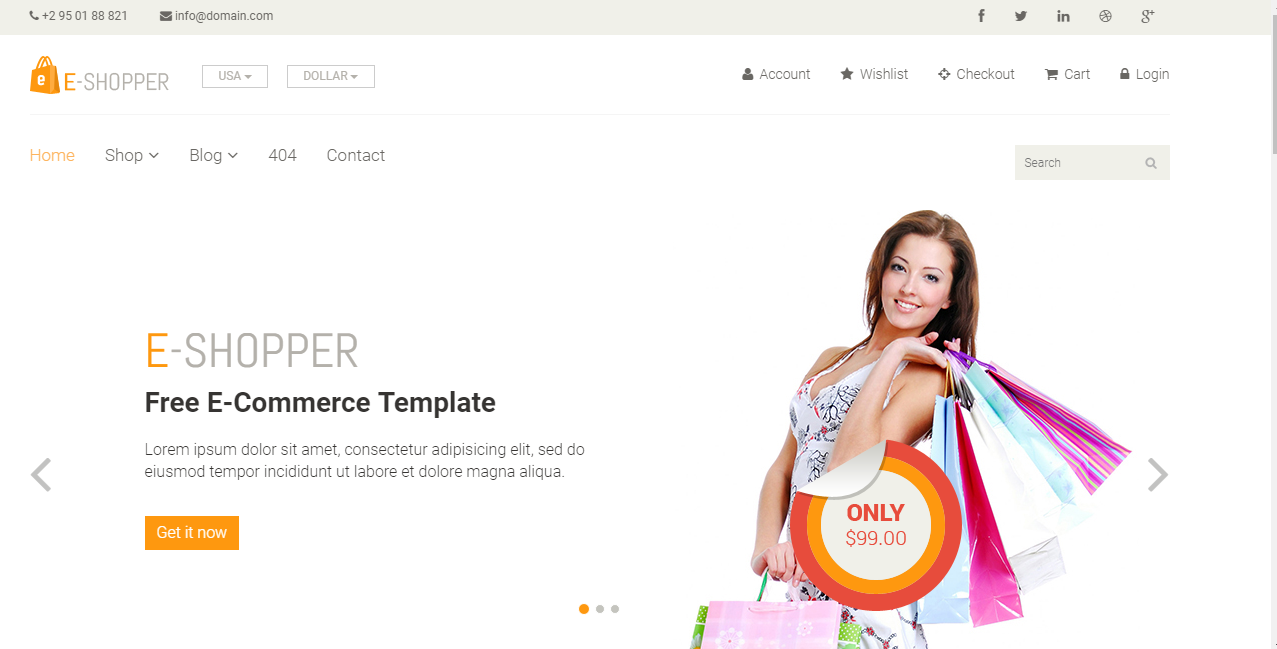 +2 95 01 88 821 info@domain.com
e E-SHOPPER USA DOLLAR Account Wishlist Checkout Cart Login
Home Shop Blog 404 Contact
Search
E-SHOPPER
Free E-Commerce Template
Lorem ipsum dolor sit amet, consectetur adipisicing elit, sed do
eiusmod tempor incididunt ut labore et dolore magna aliqua.
Get it now
ONLY
$99.00